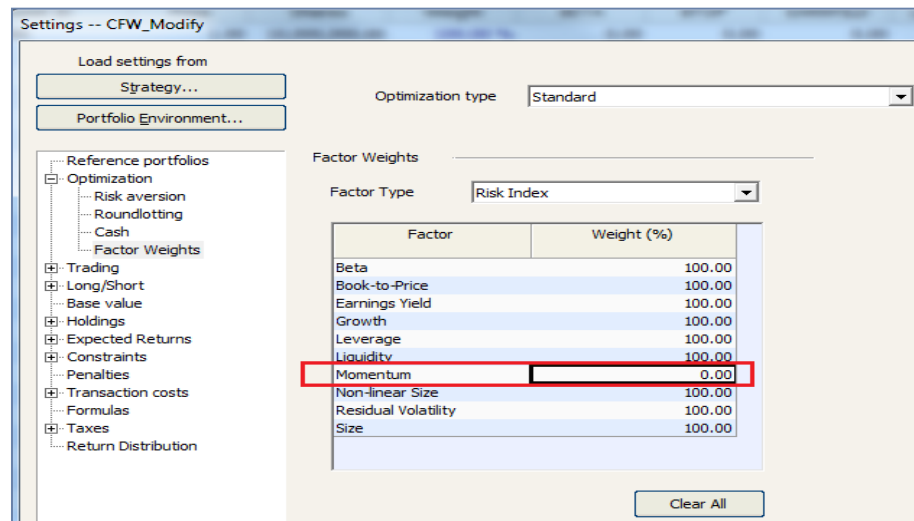 Settings -- CFW_Modify
Load settings from
Strategy...
Portfolio Environment...
Optimization type Standard
Reference portfolios
Optimization
Risk aversion
Roundlotting
Cash
Factor Weights
Trading
Long/Short
Base value
Holdings
Expected Returns
Constraints
Penalties
Transaction costs
Formulas
Taxes
Return Distribution
Factor Weights
Factor Type Risk Index
Factor Weight (%)
Beta 100.00
Book-to-Price 100.00
Earnings Yield 100.00
Growth 100.00
Leverage 100.00
Liquidity 100.00
Momentum 0.00
Non-linear Size 100.00
Residual Volatility 100.00
Size 100.00
Clear All